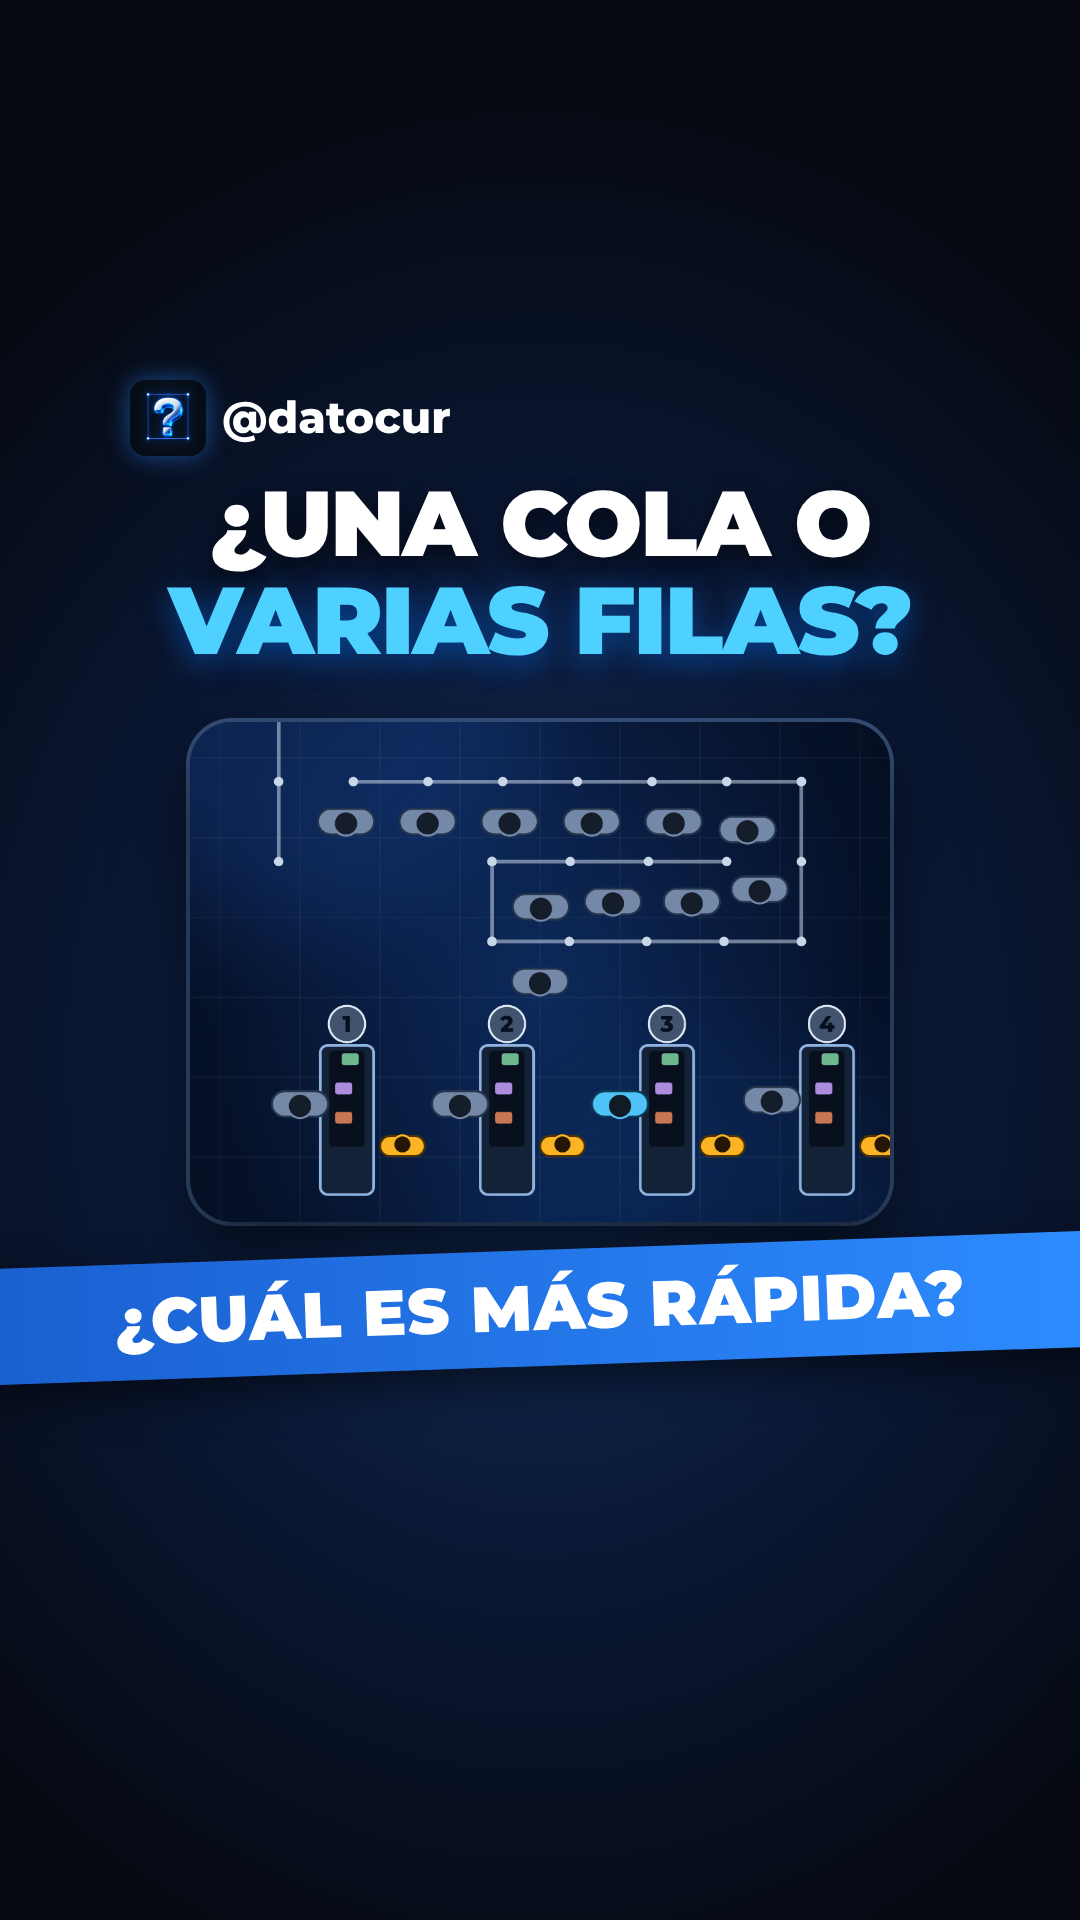 ?
@datocur
¿UNA COLA O
VARIAS FILAS?
1 2 3 4
¿CUÁL ES MÁS RÁPIDA?